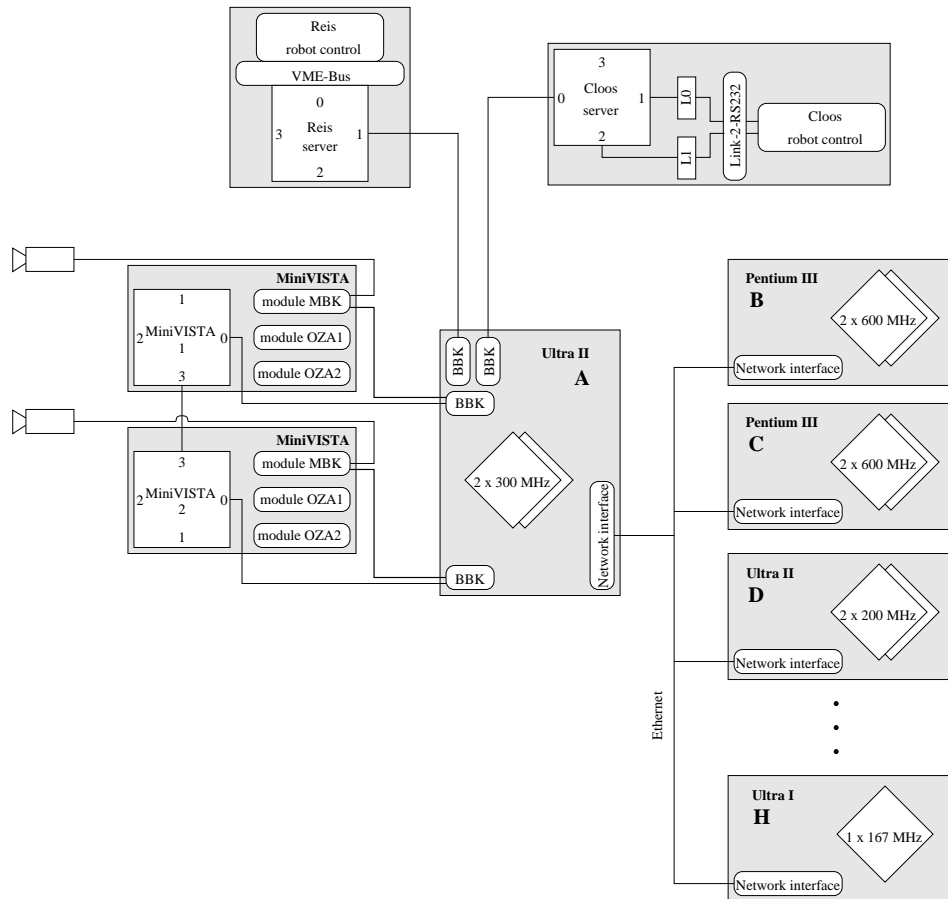 Reis
robot control
VME-Bus
0
3 Reis 1
server
2
3
0 Cloos 1
server
2
L0
L1
Link-2-RS232
Cloos
robot control
MiniVISTA
1
2 MiniVISTA 0
1
3
module MBK
module OZA1
module OZA2
MiniVISTA
3
2 MiniVISTA 0
2
1
module MBK
module OZA1
module OZA2
BBK
BBK
Ultra II
A
BBK
2 x 300 MHz
Network interface
BBK
Ethernet
Pentium III
B
2 x 600 MHz
Network interface
Pentium III
C
2 x 600 MHz
Network interface
Ultra II
D
2 x 200 MHz
Network interface
Ultra I
H
1 x 167 MHz
Network interface